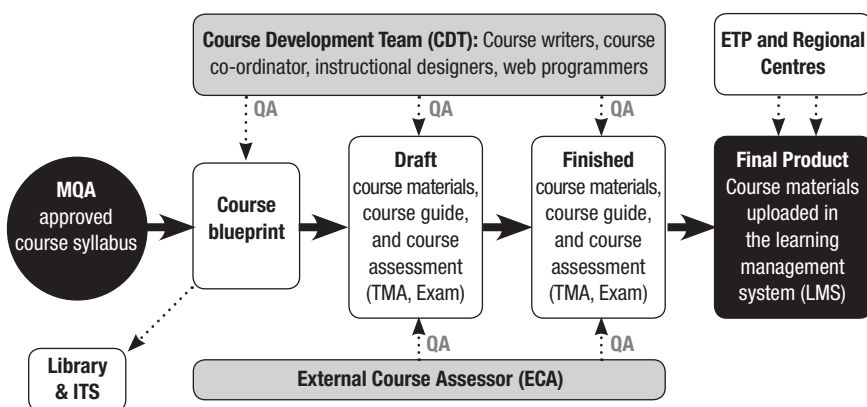 Course Development Team (CDT): Course writers, course
co-ordinator, instructional designers, web programmers
ETP and Regional
Centres
QA
QA
QA
MQA
approved
course syllabus
Course
blueprint
Draft
course materials,
course guide,
and course
assessment
(TMA, Exam)
Finished
course materials,
course guide,
and course
assessment
(TMA, Exam)
Final Product
Course materials
uploaded in
the learning
management
system (LMS)
QA
QA
Library
& ITS
External Course Assessor (ECA)